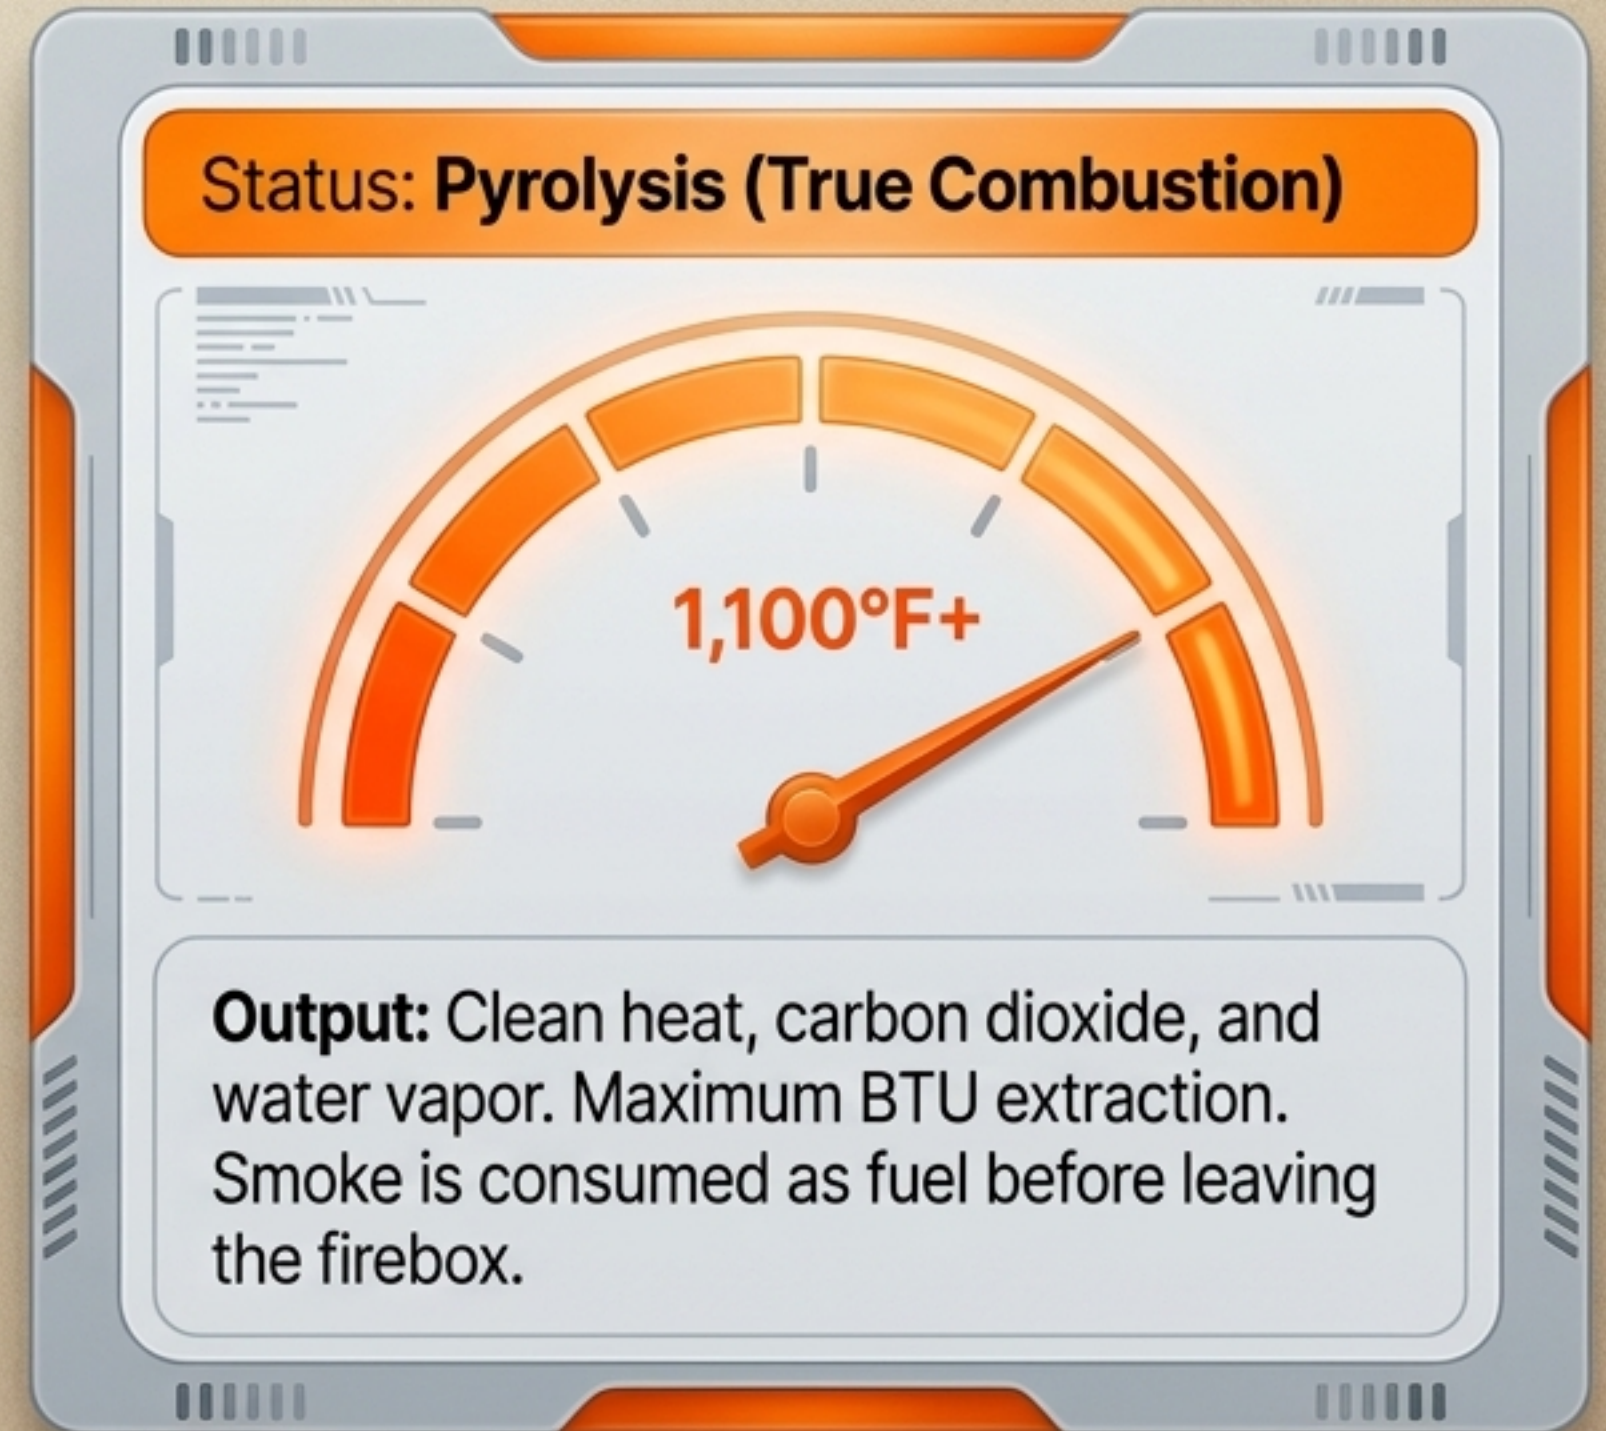 Status: Pyrolysis (True Combustion)
1,100°F+
Output: Clean heat, carbon dioxide, and
water vapor. Maximum BTU extraction.
Smoke is consumed as fuel before leaving
the firebox.